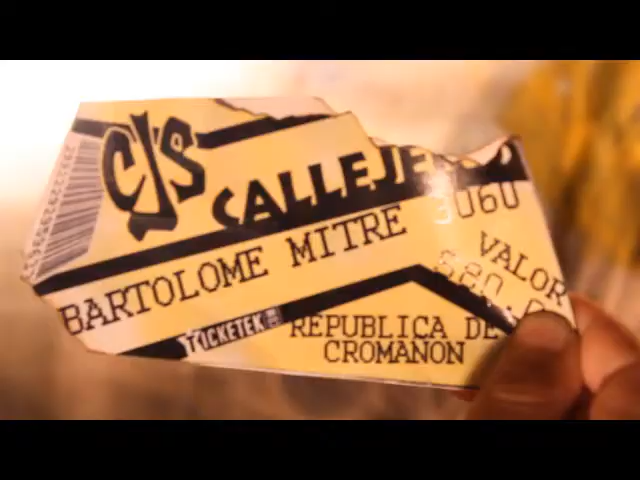 CJS CALLEJE
3060
BARTOLOME MITRE
VALOR
TICKETEK
REPUBLICA DE
CROMAÑON